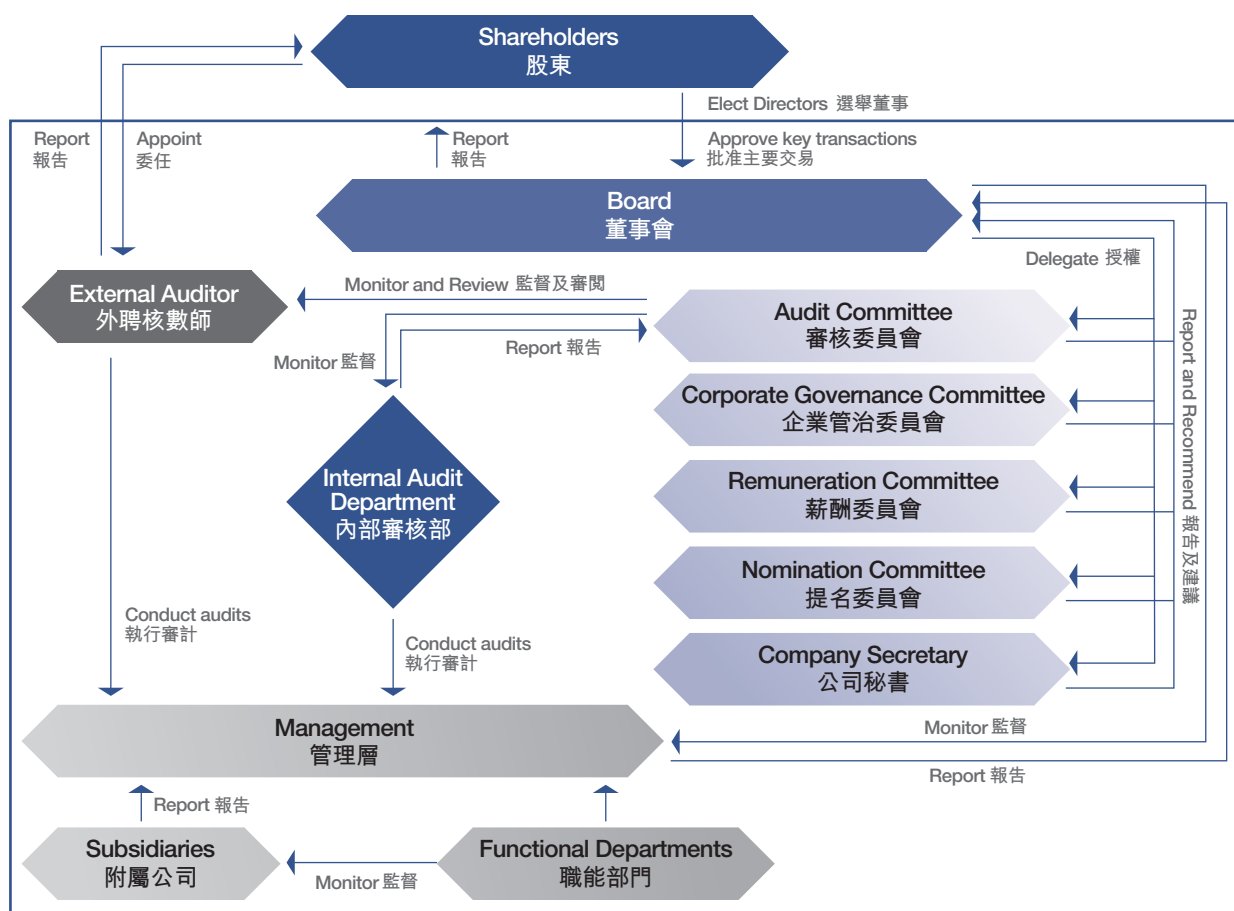 Shareholders
股東
Elect Directors 選舉董事
Report
報告
Appoint
委任
Report
報告
Approve key transactions
批准主要交易
Board
董事會
Delegate 授權
External Auditor
外聘核數師
Monitor and Review 監督及審閱
Audit Committee
審核委員會
Monitor 監督
Report 報告
Report and Recommend 報告及建議
Corporate Governance Committee
企業管治委員會
Internal Audit
Department
內部審核部
Remuneration Committee
薪酬委員會
Nomination Committee
提名委員會
Conduct audits
執行審計
Conduct audits
執行審計
Company Secretary
公司秘書
Management
管理層
Monitor 監督
Report 報告
Report 報告
Subsidiaries
附屬公司
Monitor 監督
Functional Departments
職能部門